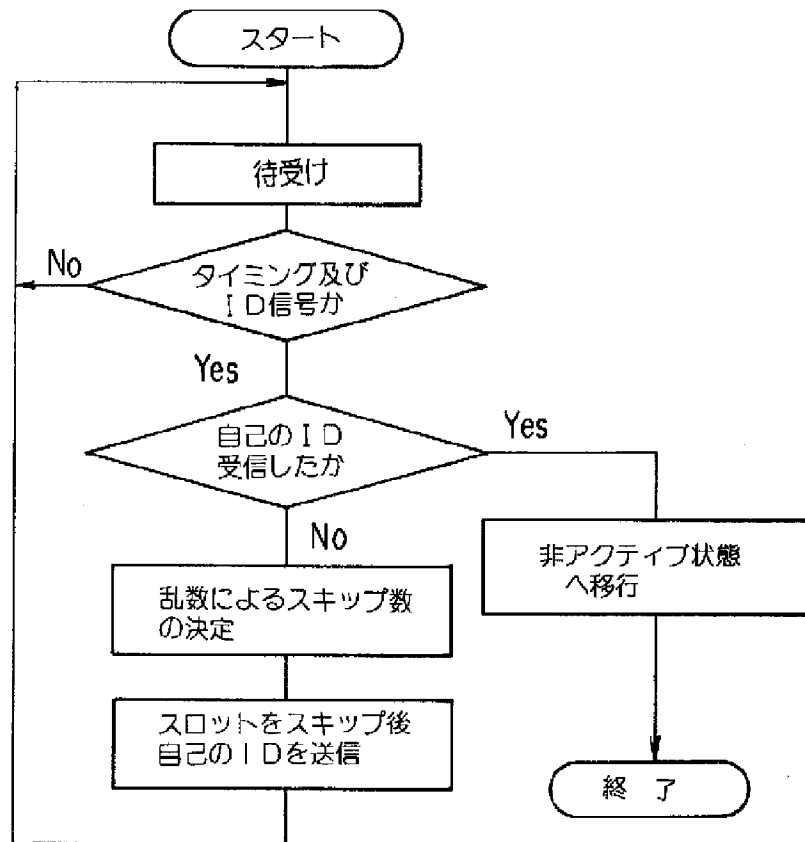 スタート
待受け
No
タイミング及び
ID信号か
Yes
自己のID
受信したか
Yes
No
非アクティブ状態
へ移行
乱数によるスキップ数
の決定
スロットをスキップ後
自己のIDを送信
終 了